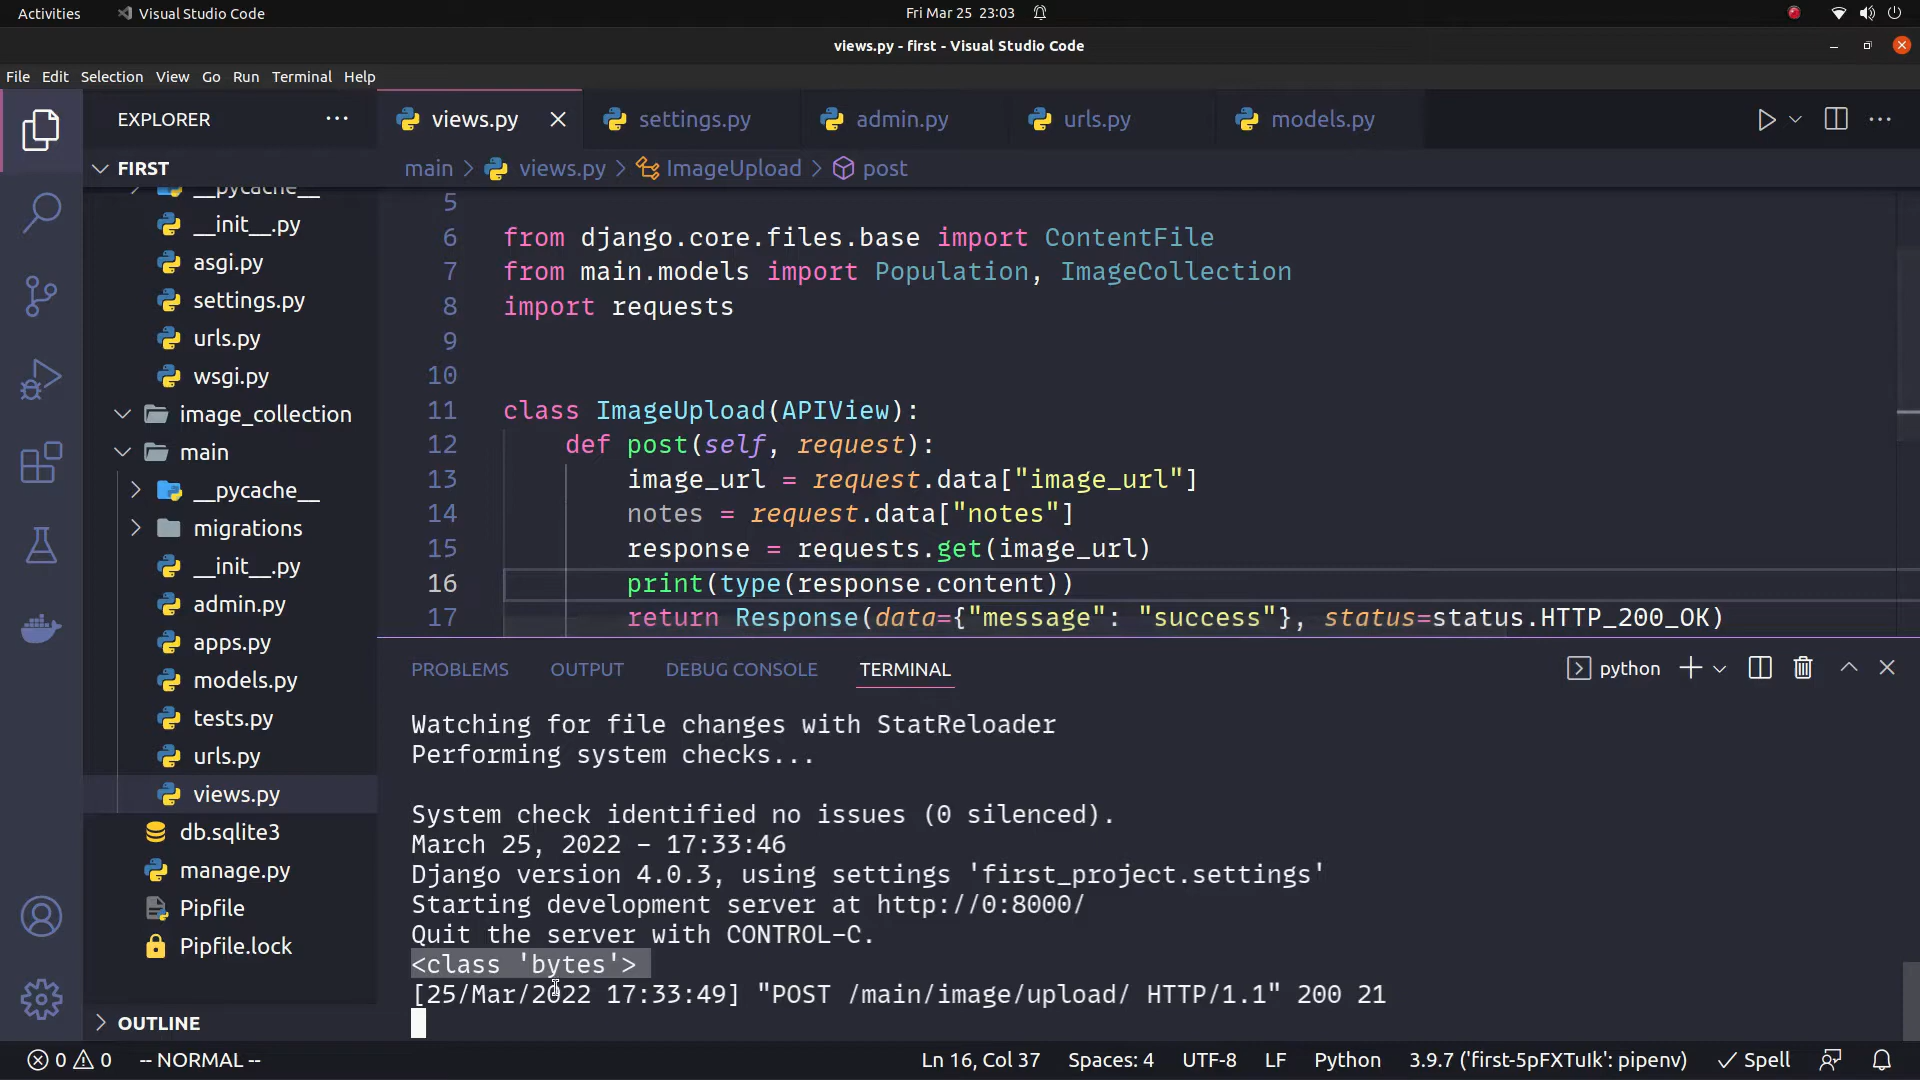 Activities Visual Studio Code Fri Mar 25 23:03
views.py - first - Visual Studio Code
File Edit Selection View Go Run Terminal Help
EXPLORER
FIRST
__pycache__
__init__.py
asgi.py
settings.py
urls.py
wsgi.py
image_collection
main
__pycache__
migrations
__init__.py
admin.py
apps.py
models.py
tests.py
urls.py
views.py
db.sqlite3
manage.py
Pipfile
Pipfile.lock
OUTLINE
views.py settings.py admin.py urls.py models.py
main > views.py > ImageUpload > post
5
6 from django.core.files.base import ContentFile
7 from main.models import Population, ImageCollection
8 import requests
9
10
11 class ImageUpload(APIView):
12 def post(self, request):
13 image_url = request.data["image_url"]
14 notes = request.data["notes"]
15 response = requests.get(image_url)
16 print(type(response.content))
17 return Response(data={"message": "success"}, status=status.HTTP_200_OK)
PROBLEMS OUTPUT DEBUG CONSOLE TERMINAL python
Watching for file changes with StatReloader
Performing system checks...
System check identified no issues (0 silenced).
March 25, 2022 - 17:33:46
Django version 4.0.3, using settings 'first_project.settings'
Starting development server at http://0:8000/
Quit the server with CONTROL-C.
<class 'bytes'>
[25/Mar/2022 17:33:49] "POST /main/image/upload/ HTTP/1.1" 200 21
0 0 -- NORMAL -- Ln 16, Col 37 Spaces: 4 UTF-8 LF Python 3.9.7 ('first-5pFXTuIk': pipenv) Spell